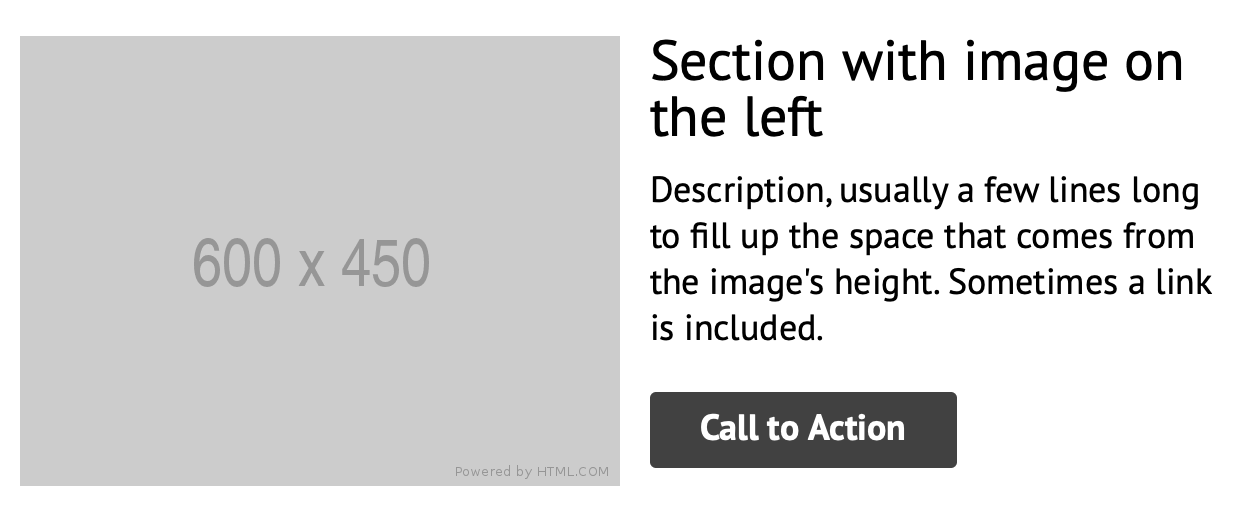 600 x 450
Powered by HTML.COM
Section with image on
the left
Description, usually a few lines long
to fill up the space that comes from
the image's height. Sometimes a link
is included.
Call to Action